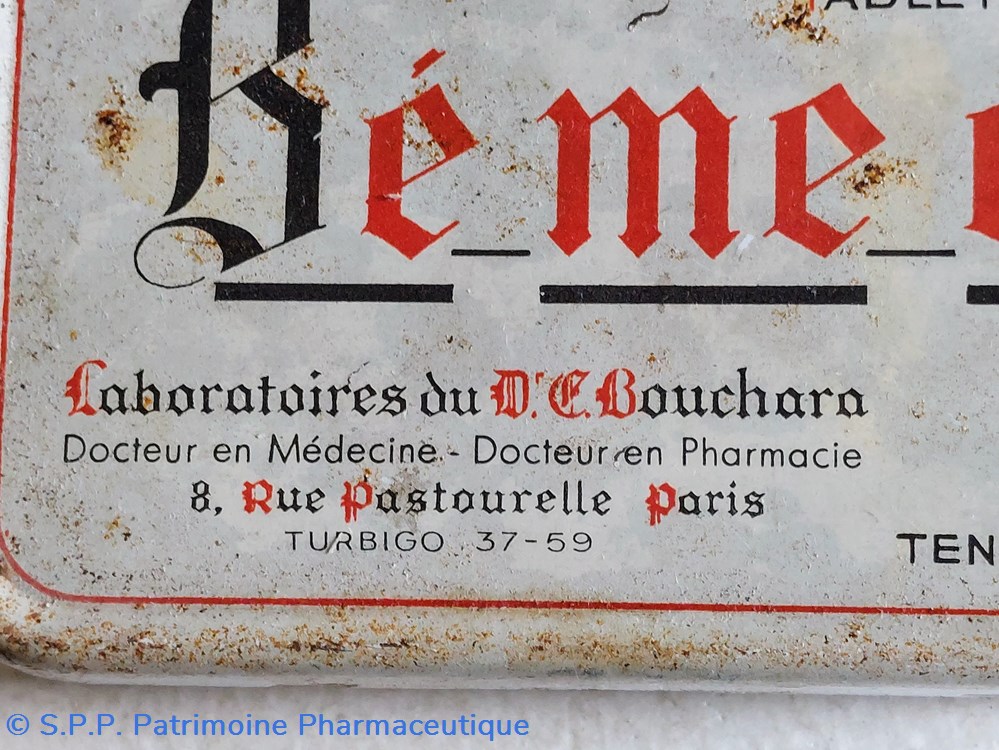 Bé_me_
Laboratoires du Dr. E. Bouchara
Docteur en Médecine - Docteur en Pharmacie
8, Rue Pastourelle Paris
TURBIGO 37-59
TEN
© S.P.P. Patrimoine Pharmaceutique